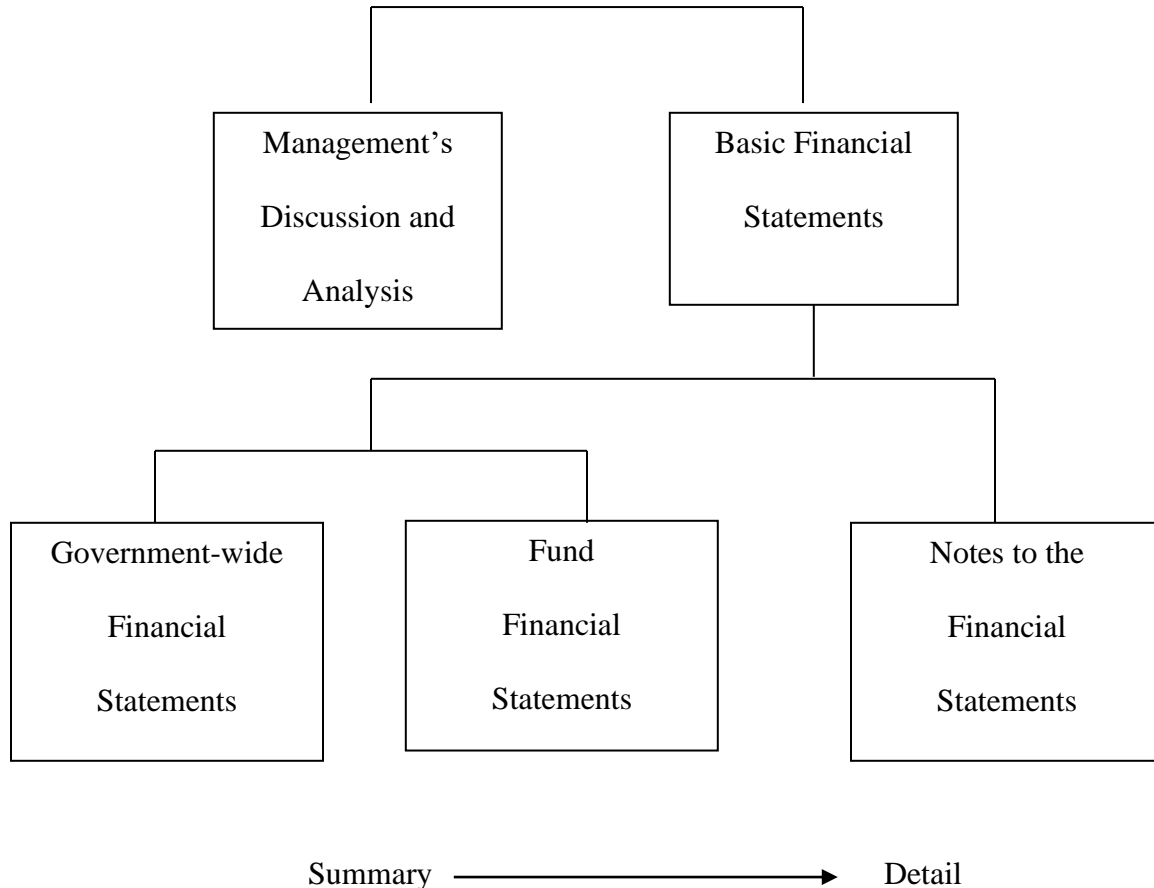 Management’s
Discussion and
Analysis
Basic Financial
Statements
Government-wide
Financial
Statements
Fund
Financial
Statements
Notes to the
Financial
Statements
Summary Detail